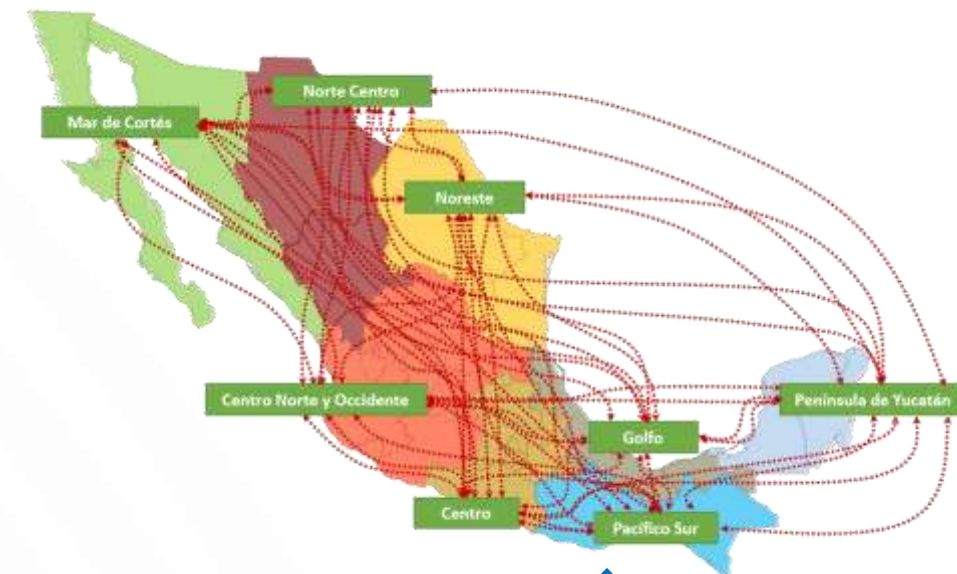 Norte Centro
Mar de Cortés
Noreste
Centro Norte y Occidente
Península de Yucatán
Golfo
Centro
Pacífico Sur